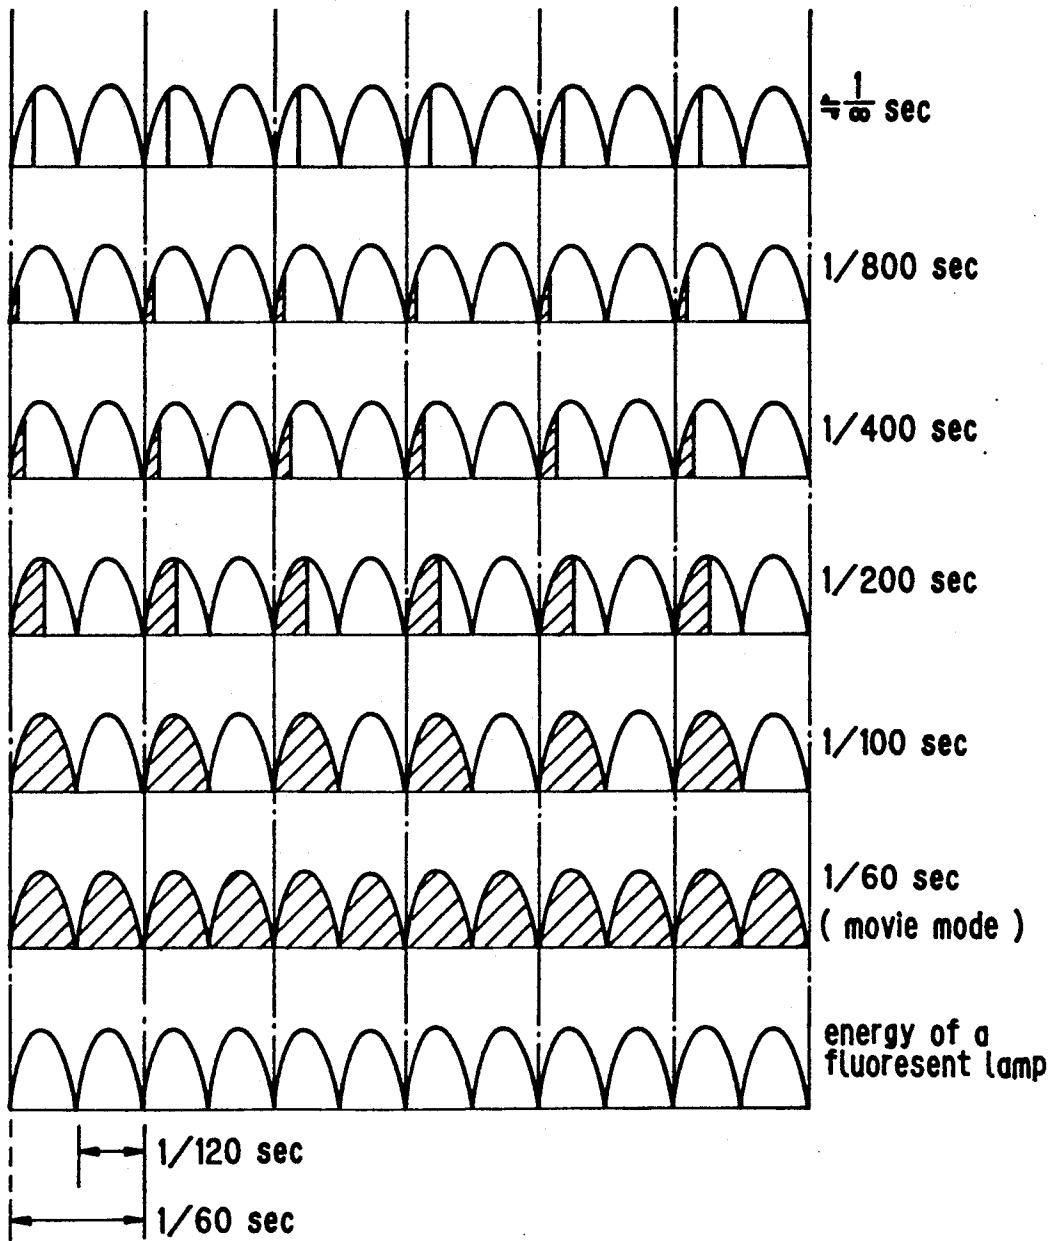 ≒ 1/∞ sec
1/800 sec
1/400 sec
1/200 sec
1/100 sec
1/60 sec
( movie mode )
energy of a
fluoresent lamp
1/120 sec
1/60 sec